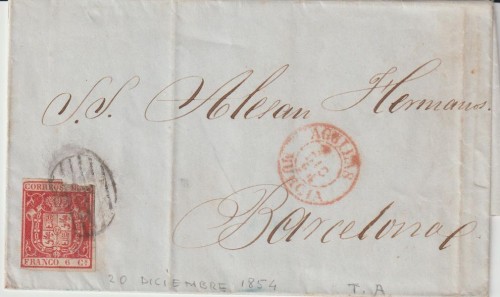 S.S. Alesan Hermanos.
AGUILAS
MURCIA
Barcelona
CORREOS
FRANCO 6 Cs
20 DICIEMBRE 1854
T.A